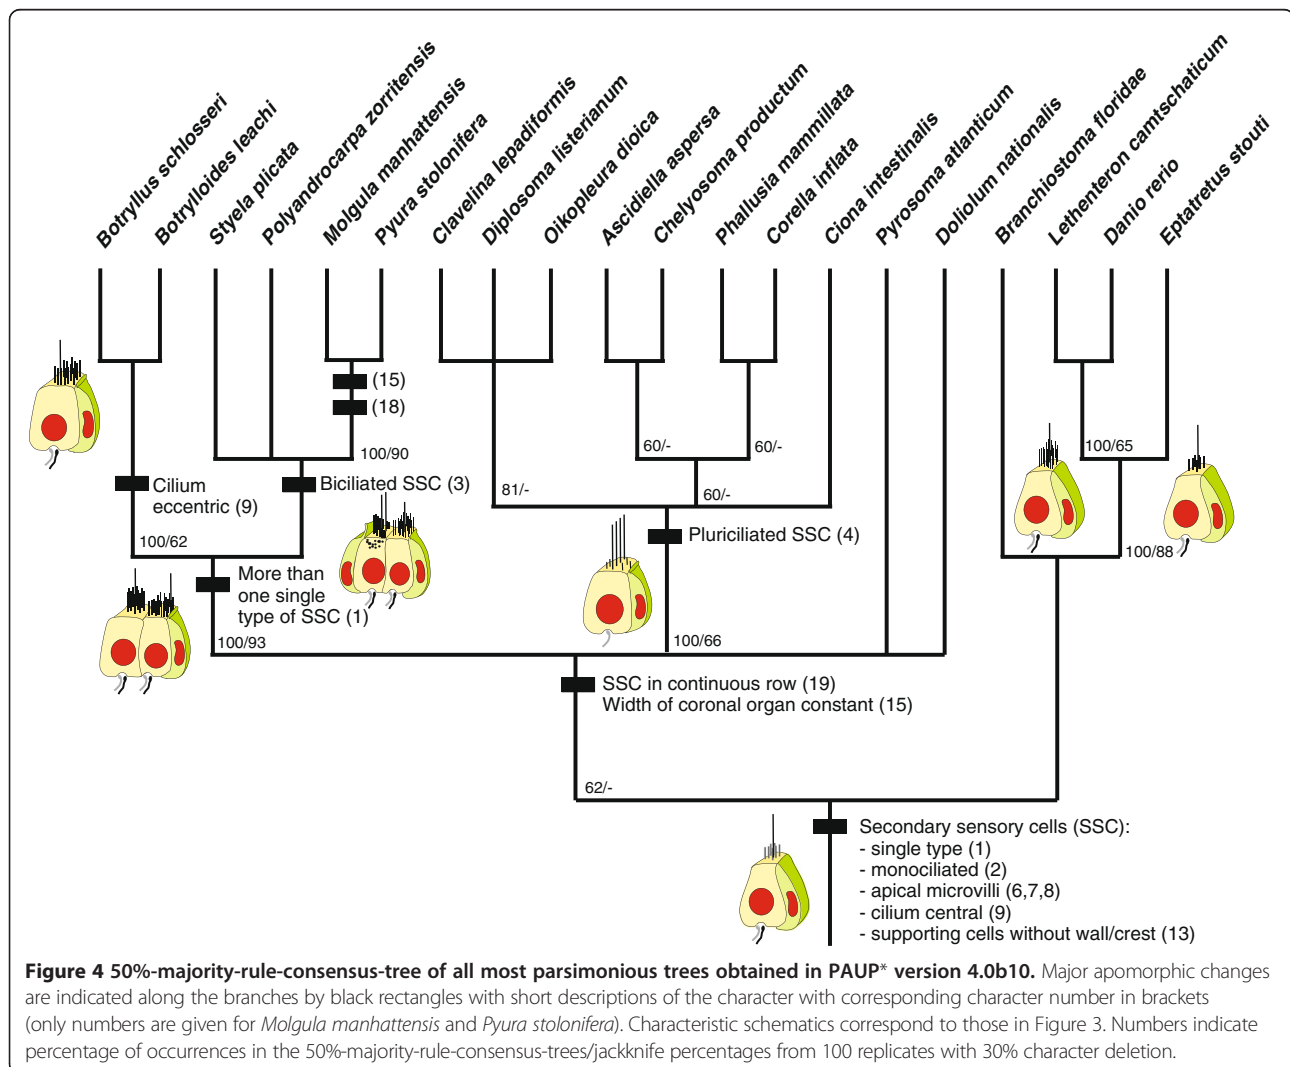 Botryllus schlosseri
Botrylloides leachi
Styela plicata
Polyandrocarpa zorritensis
Molgula manhattensis
Pyura stolonifera
Clavelina lepadiformis
Diplosoma listerianum
Oikopleura dioica
Ascidiella aspersa
Chelyosoma productum
Phallusia mammillata
Corella inflata
Ciona intestinalis
Pyrosoma atlanticum
Doliolum nationalis
Branchiostoma floridae
Lethenteron camtschaticum
Danio rerio
Eptatretus stouti
(15)
(18)
100/90
60/-
60/-
100/65
Cilium
eccentric (9)
Biciliated SSC (3)
81/-
60/-
100/62
Pluriciliated SSC (4)
100/88
More than
one single
type of SSC (1)
100/93
100/66
SSC in continuous row (19)
Width of coronal organ constant (15)
62/-
Secondary sensory cells (SSC):
- single type (1)
- monociliated (2)
- apical microvilli (6,7,8)
- cilium central (9)
- supporting cells without wall/crest (13)
Figure 4 50%-majority-rule-consensus-tree of all most parsimonious trees obtained in PAUP* version 4.0b10. Major apomorphic changes
are indicated along the branches by black rectangles with short descriptions of the character with corresponding character number in brackets
(only numbers are given for Molgula manhattensis and Pyura stolonifera). Characteristic schematics correspond to those in Figure 3. Numbers indicate
percentage of occurrences in the 50%-majority-rule-consensus-trees/jackknife percentages from 100 replicates with 30% character deletion.